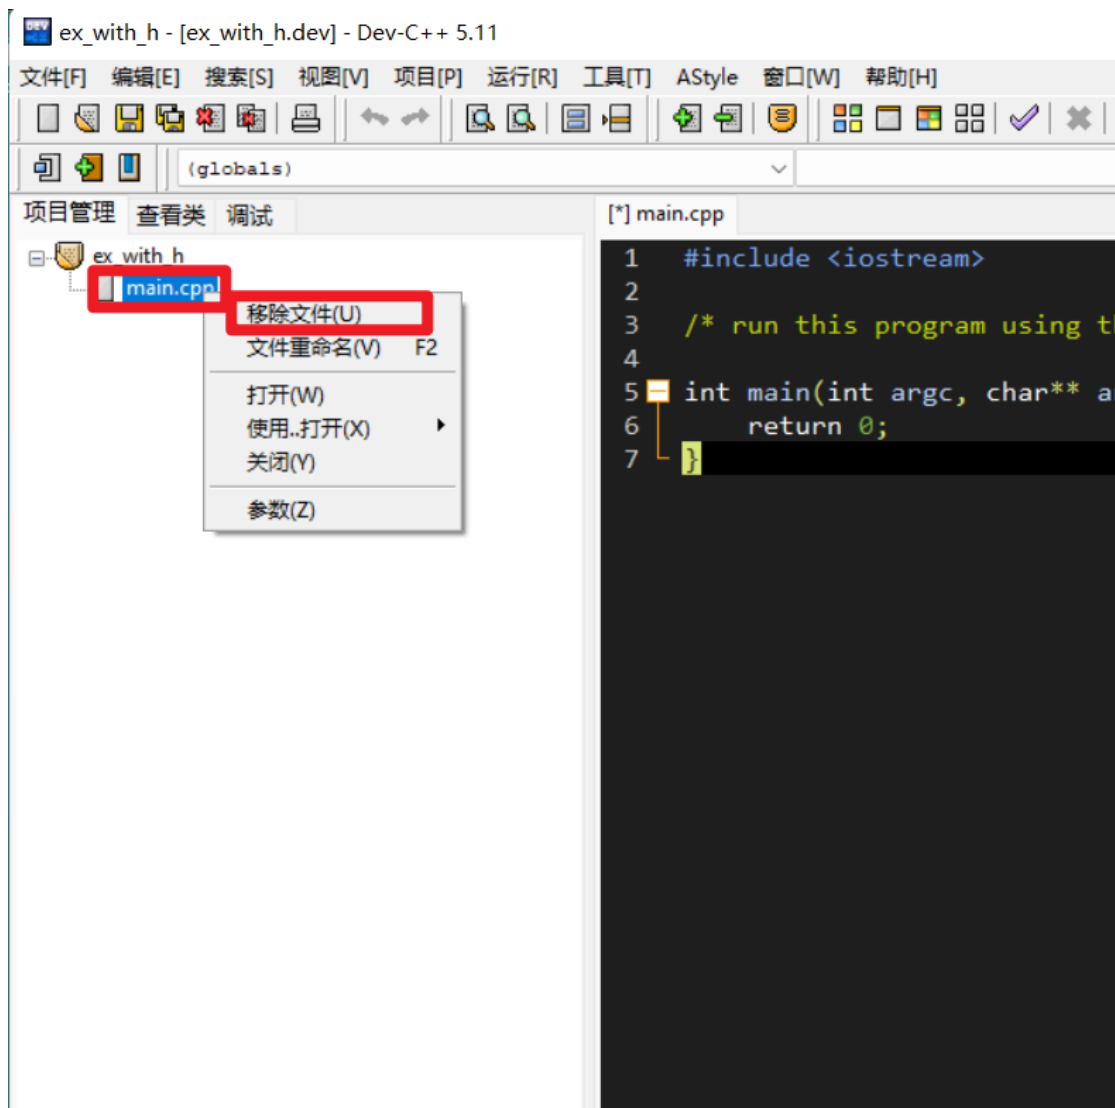 ex_with_h - [ex_with_h.dev] - Dev-C++ 5.11
文件[F] 编辑[E] 搜索[S] 视图[V] 项目[P] 运行[R] 工具[T] AStyle 窗口[W] 帮助[H]
(globals)
项目管理 查看类 调试
[*] main.cpp
ex_with_h
main.cpp
移除文件(U)
文件重命名(V) F2
打开(W)
使用..打开(X)
关闭(Y)
参数(Z)
1 #include <iostream>
2
3 /* run this program using
4
5 int main(int argc, char**
6 return 0;
7 }